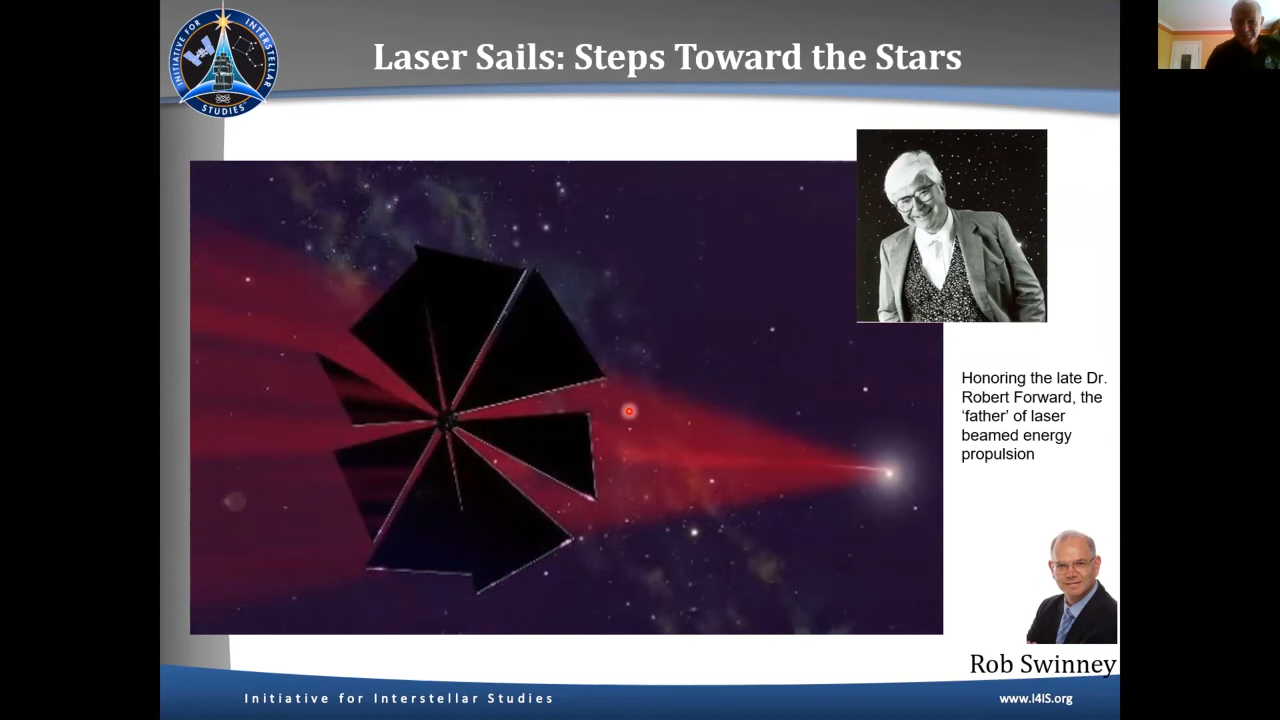 INITIATIVE FOR INTERSTELLAR
STUDIES
Laser Sails: Steps Toward the Stars
Honoring the late Dr.
Robert Forward, the
‘father’ of laser
beamed energy
propulsion
Rob Swinney
Initiative for Interstellar Studies
www.I4IS.org